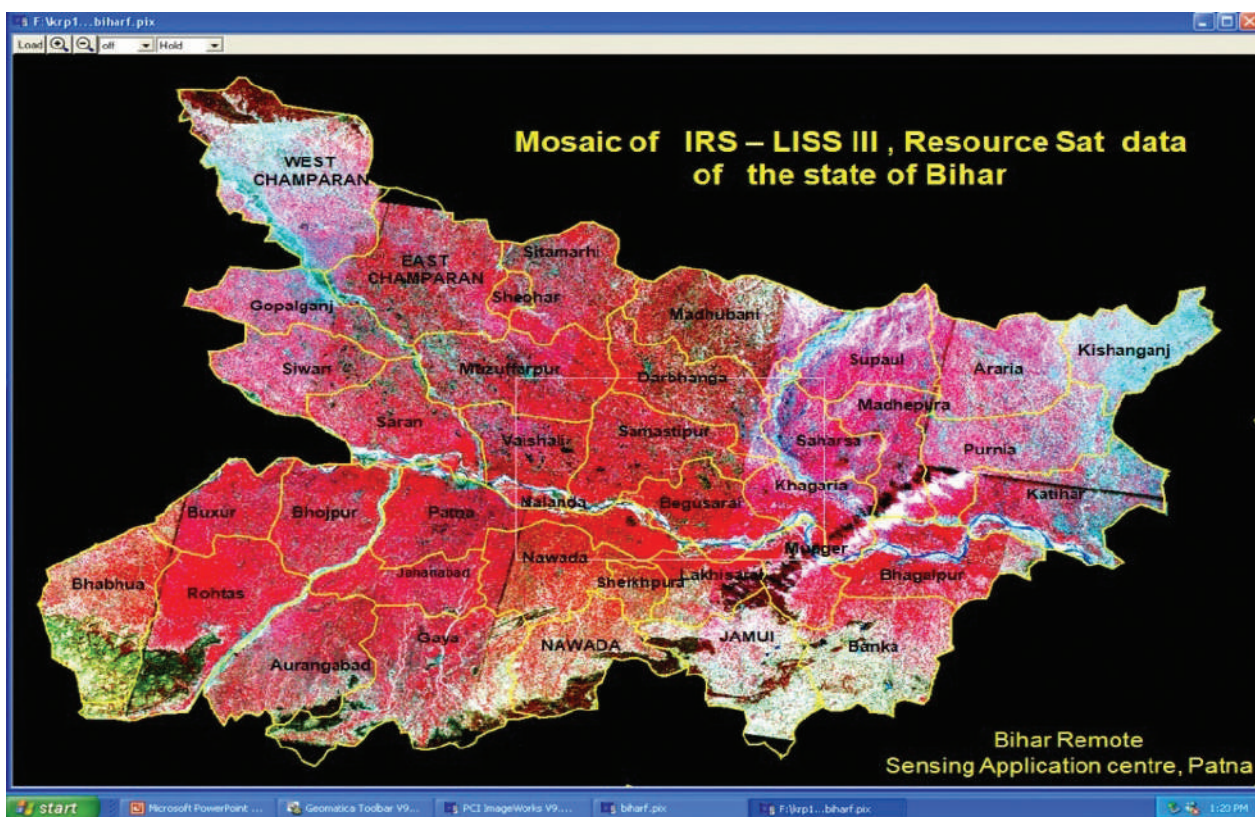 F:\krp1...biharf.pix
Load off Hold
Mosaic of IRS – LISS III , Resource Sat data
of the state of Bihar
WEST
CHAMPARAN
Sitamarhi
EAST
CHAMPARAN
Sheohar
Gopalganj
Madhubani
Kishanganj
Supaul
Araria
Siwan
Mazuffarpur
Darbhanga
Madhepura
Saran
Vaishali
Samastipur
Saharsa
Purnia
Khagaria
Katihar
Buxur
Bhojpur
Patna
Nalanda
Begusarai
Munger
Bhabhua
Rohtas
Jahanabad
Nawada
Sheikhpura
Lakhisarai
Bhagalpur
Aurangabad
Gaya
NAWADA
JAMUI
Banka
Bihar Remote
Sensing Application centre, Patna
start Microsoft PowerPoint ... Geomatica Toolbar V9... PCI ImageWorks V9.... biharf.pix F:\krp1...biharf.pix 1:20 PM